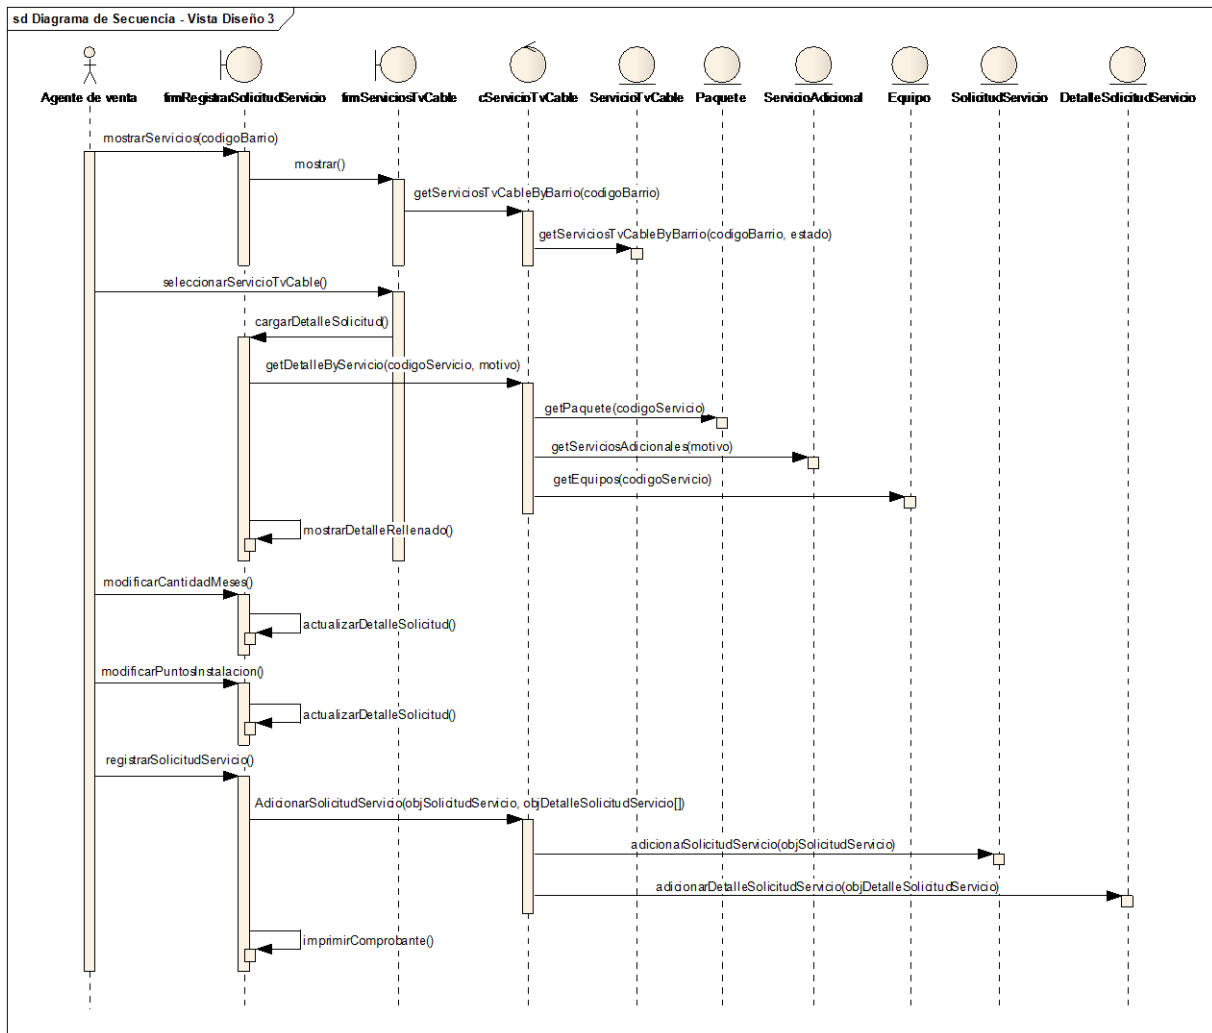 sd Diagrama de Secuencia - Vista Diseño 3
Agente de venta
frmRegistrarSolicitudServicio
frmServiciosTvCable
cServicioTvCable
ServicioTvCable
Paquete
ServicioAdicional
Equipo
SolicitudServicio
DetalleSolicitudServicio
mostrarServicios(codigoBarrio)
mostrar()
getServiciosTvCableByBarrio(codigoBarrio)
getServiciosTvCableByBarrio(codigoBarrio, estado)
seleccionarServicioTvCable()
cargarDetalleSolicitud()
getDetalleByServicio(codigoServicio, motivo)
getPaquete(codigoServicio)
getServiciosAdicionales(motivo)
getEquipos(codigoServicio)
mostrarDetalleRellenado()
modificarCantidadMeses()
actualizarDetalleSolicitud()
modificarPuntosInstalacion()
actualizarDetalleSolicitud()
registrarSolicitudServicio()
AdicionarSolicitudServicio(objSolicitudServicio, objDetalleSolicitudServicio[])
adicionarSolicitudServicio(objSolicitudServicio)
adicionarDetalleSolicitudServicio(objDetalleSolicitudServicio)
imprimirComprobante()